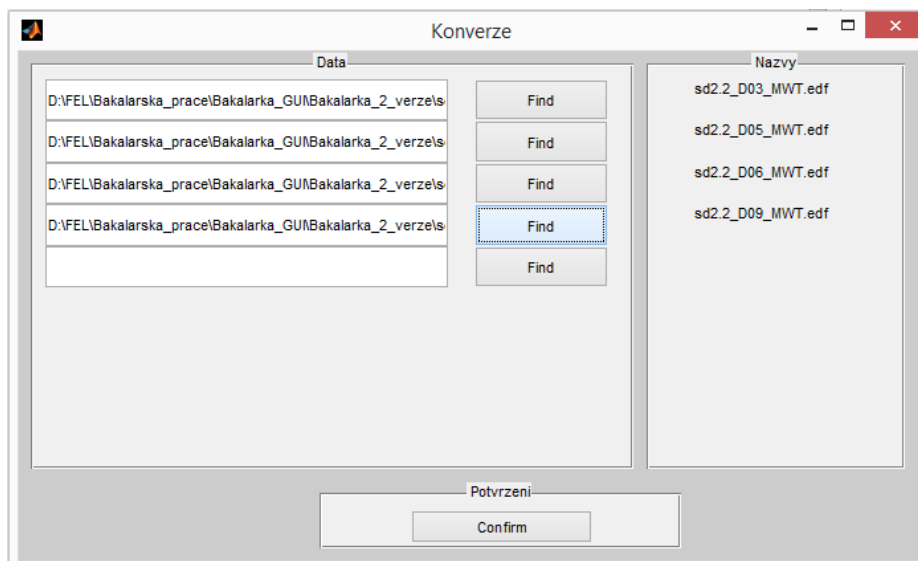 Konverze
Data
D:\FEL\Bakalarska_prace\Bakalarka_GUI\Bakalarka_2_verze\s
Find
D:\FEL\Bakalarska_prace\Bakalarka_GUI\Bakalarka_2_verze\s
Find
D:\FEL\Bakalarska_prace\Bakalarka_GUI\Bakalarka_2_verze\s
Find
D:\FEL\Bakalarska_prace\Bakalarka_GUI\Bakalarka_2_verze\s
Find
Find
Nazvy
sd2.2_D03_MWT.edf
sd2.2_D05_MWT.edf
sd2.2_D06_MWT.edf
sd2.2_D09_MWT.edf
Potvrzeni
Confirm